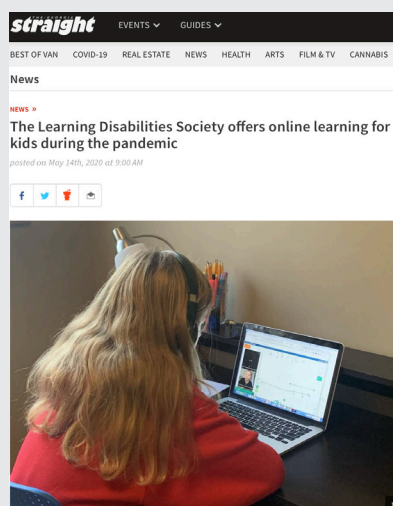 THE GEORGIA
straight
EVENTS GUIDES
BEST OF VAN COVID-19 REAL ESTATE NEWS HEALTH ARTS FILM & TV CANNABIS
News
NEWS »
The Learning Disabilities Society offers online learning for
kids during the pandemic
posted on May 14th, 2020 at 9:00 AM